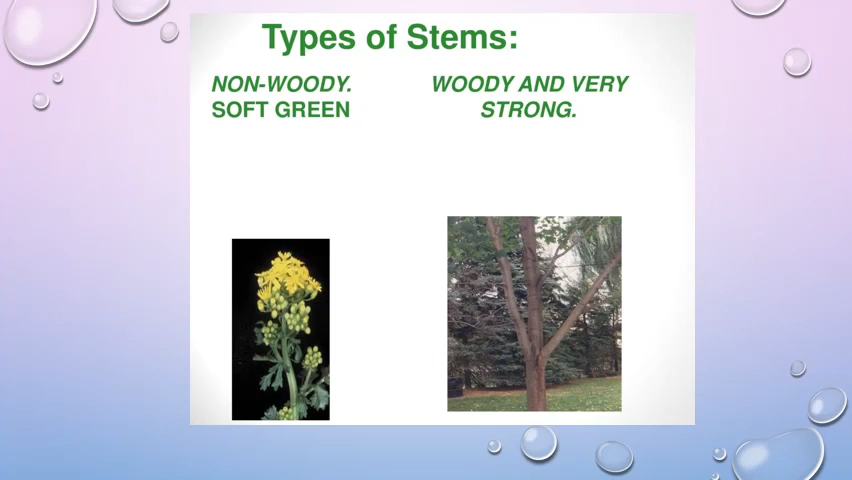 Types of Stems:
NON-WOODY.
SOFT GREEN
WOODY AND VERY
STRONG.